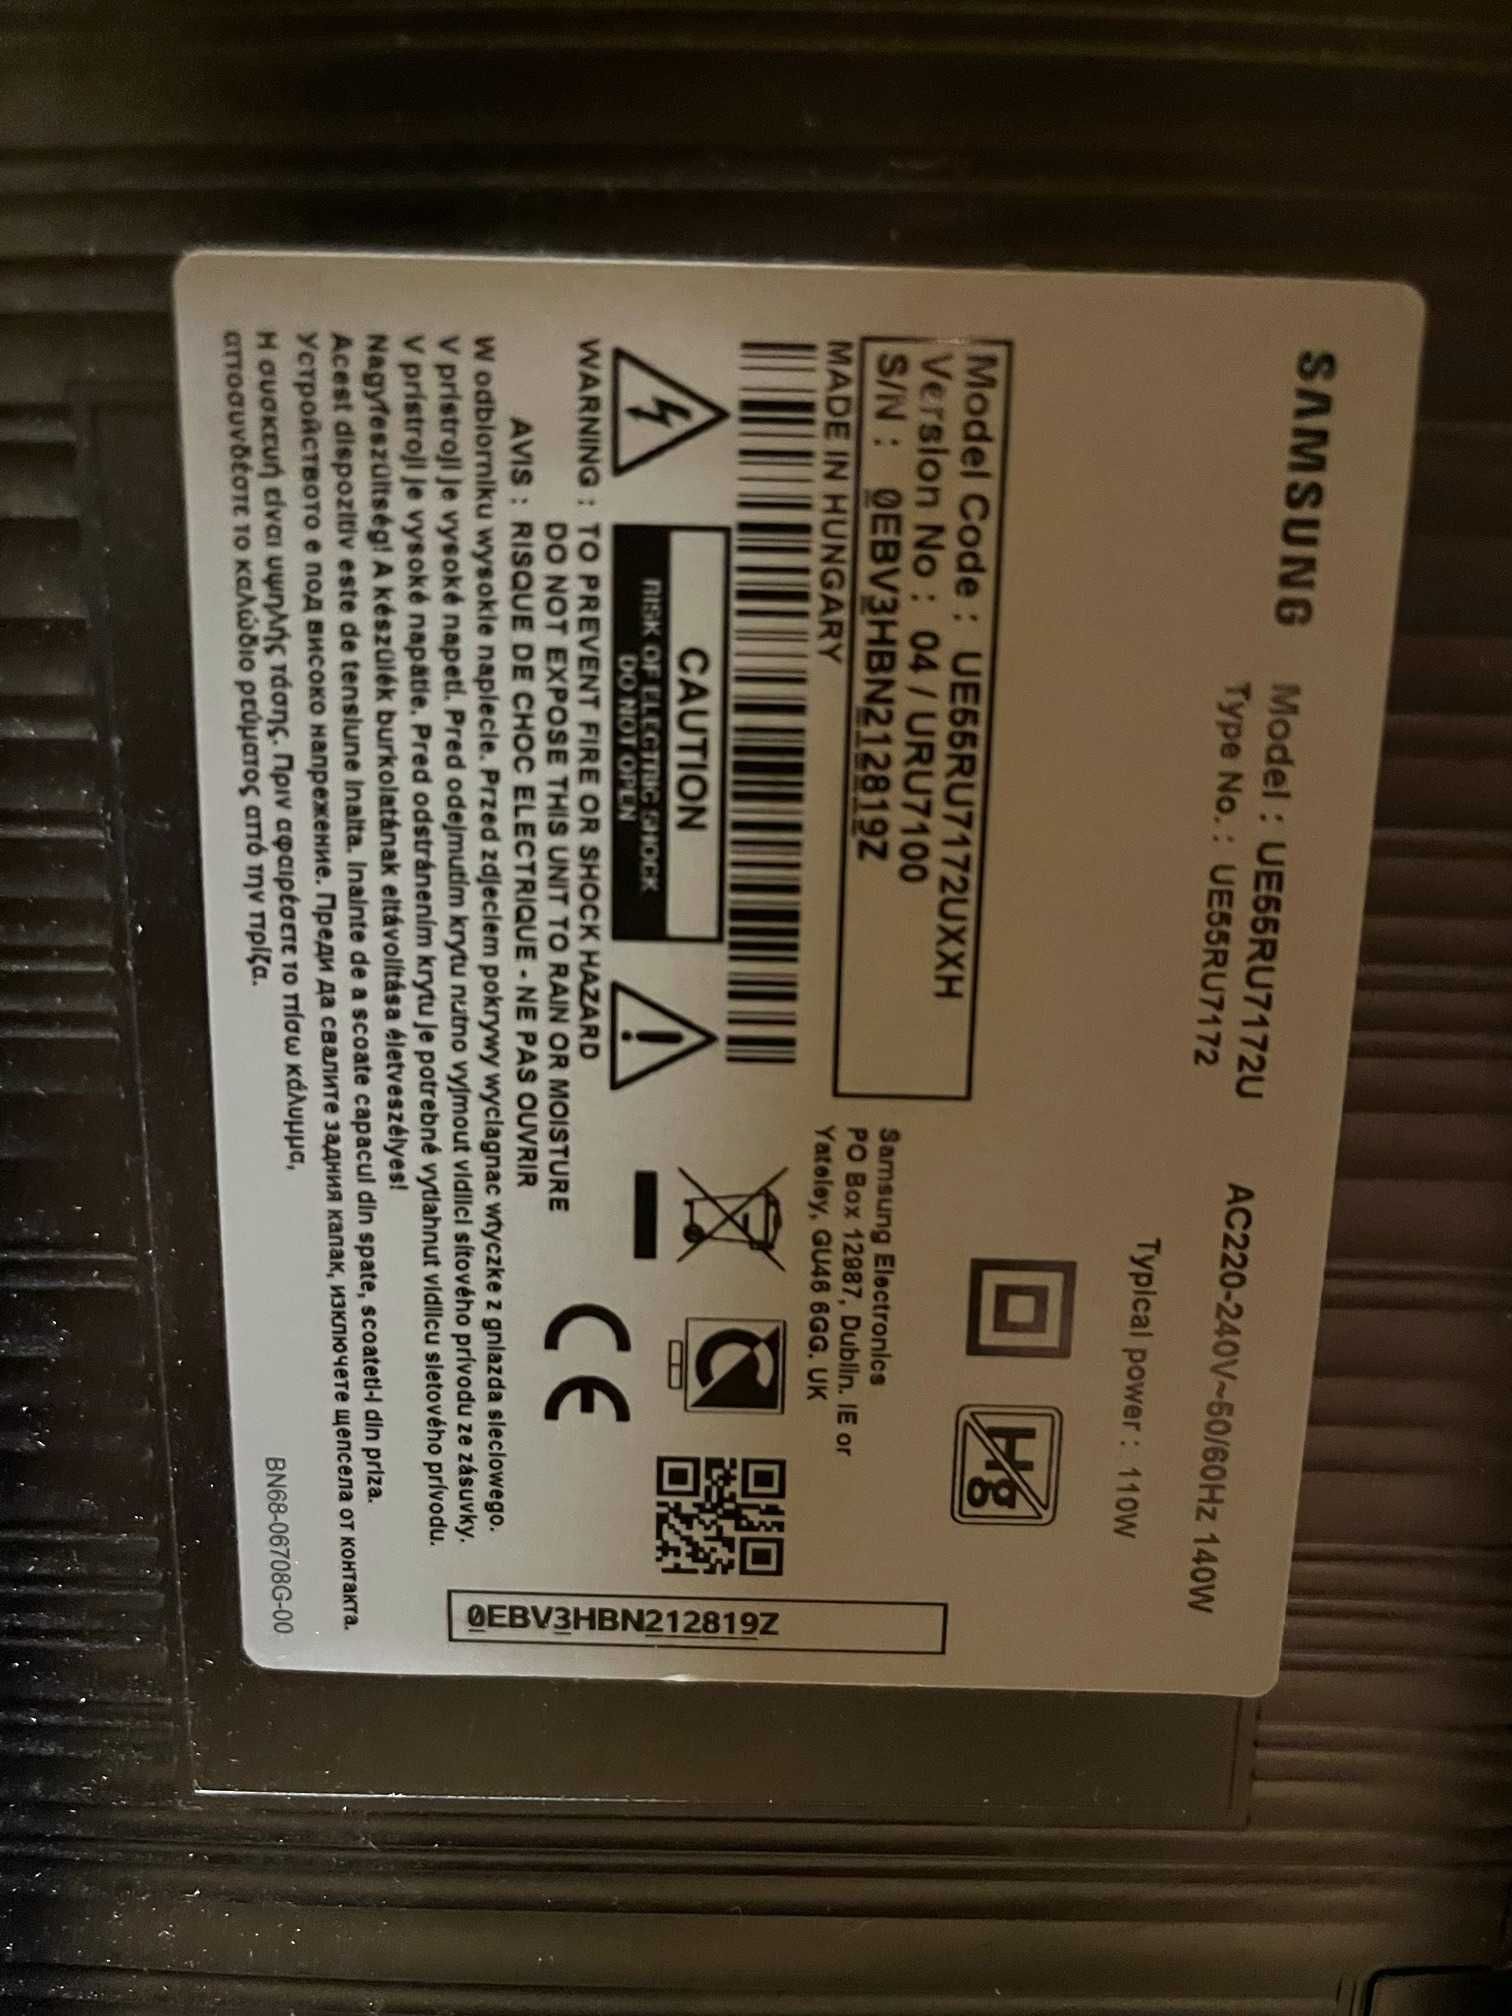 SAMSUNG
Model : UE55RU7172U
Type No. : UE55RU7172
AC220-240V~50/60Hz 140W
Typical power : 110W
Model Code : UE55RU7172UXXH
Version No : 04 / URU7100
S/N : 0EBV3HBN212819Z
MADE IN HUNGARY
Hg
Samsung Electronics
PO Box 12987, Dublin. IE or
Yateley, GU46 6GG. UK
CAUTION
RISK OF ELECTRIC SHOCK
DO NOT OPEN
WARNING : TO PREVENT FIRE OR SHOCK HAZARD
DO NOT EXPOSE THIS UNIT TO RAIN OR MOISTURE
AVIS : RISQUE DE CHOC ELECTRIQUE - NE PAS OUVRIR
CE
0EBV3HBN212819Z
W odbiorniku wysokie napiecie. Przed zdjeciem pokrywy wyciagnac wtyczke z gniazda sieciowego.
V prístroji je vysoké napetí. Pred odejmutím krytu nutno vyjmout vidlici sítového prívodu ze zásuvky.
V prístroji je vysoké napätie. Pred odstránením krytu je potrebné vytiahnut vidlicu sietového prívodu.
Nagyfeszültség! A készülék burkolatának eltávolítása életveszélyes!
Acest dispozitiv este de tensiune inalta. Inainte de a scoate capacul din spate, scoateti-l din priza.
Устройството е под високо напрежение. Преди да свалите задния капак, изключете щепсела от контакта.
Η συσκευή είναι υψηλής τάσης. Πριν αφαιρέσετε το πίσω κάλυμμα,
αποσυνδέστε το καλώδιο ρεύματος από την πρίζα.
BN68-06708G-00